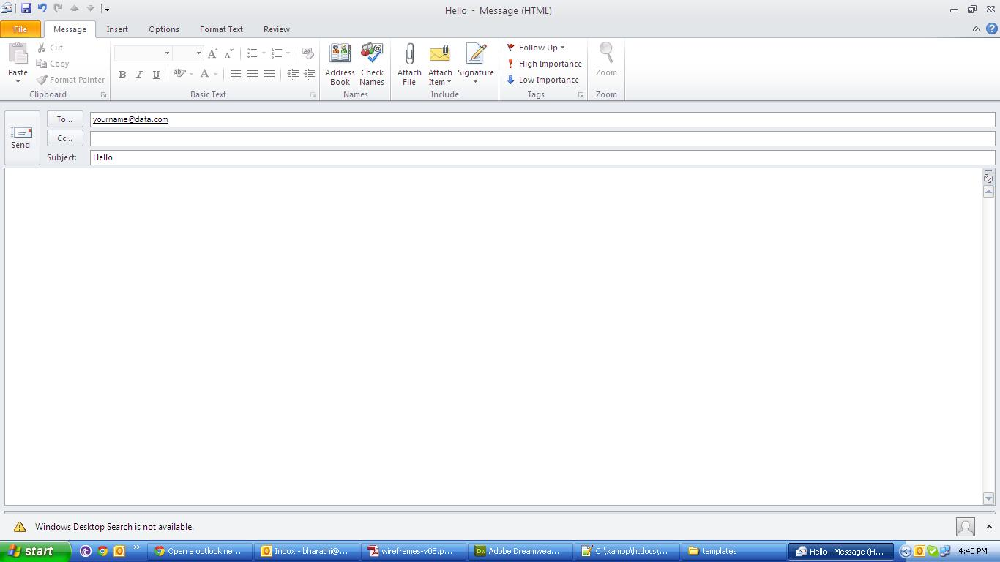 Hello - Message (HTML)
File Message Insert Options Format Text Review
Paste
Cut
Copy
Format Painter
Clipboard
B I U
Basic Text
Address Book
Check Names
Names
Attach File
Attach Item
Signature
Include
Follow Up
High Importance
Low Importance
Tags
Zoom
Zoom
Send
To... yourname@data.com
Cc...
Subject: Hello
Windows Desktop Search is not available.
start Open a outlook ne... Inbox - bharathi@... wireframes-v05.p... Adobe Dreamwea... C:\xampp\htdocs\... templates Hello - Message (H... 4:40 PM